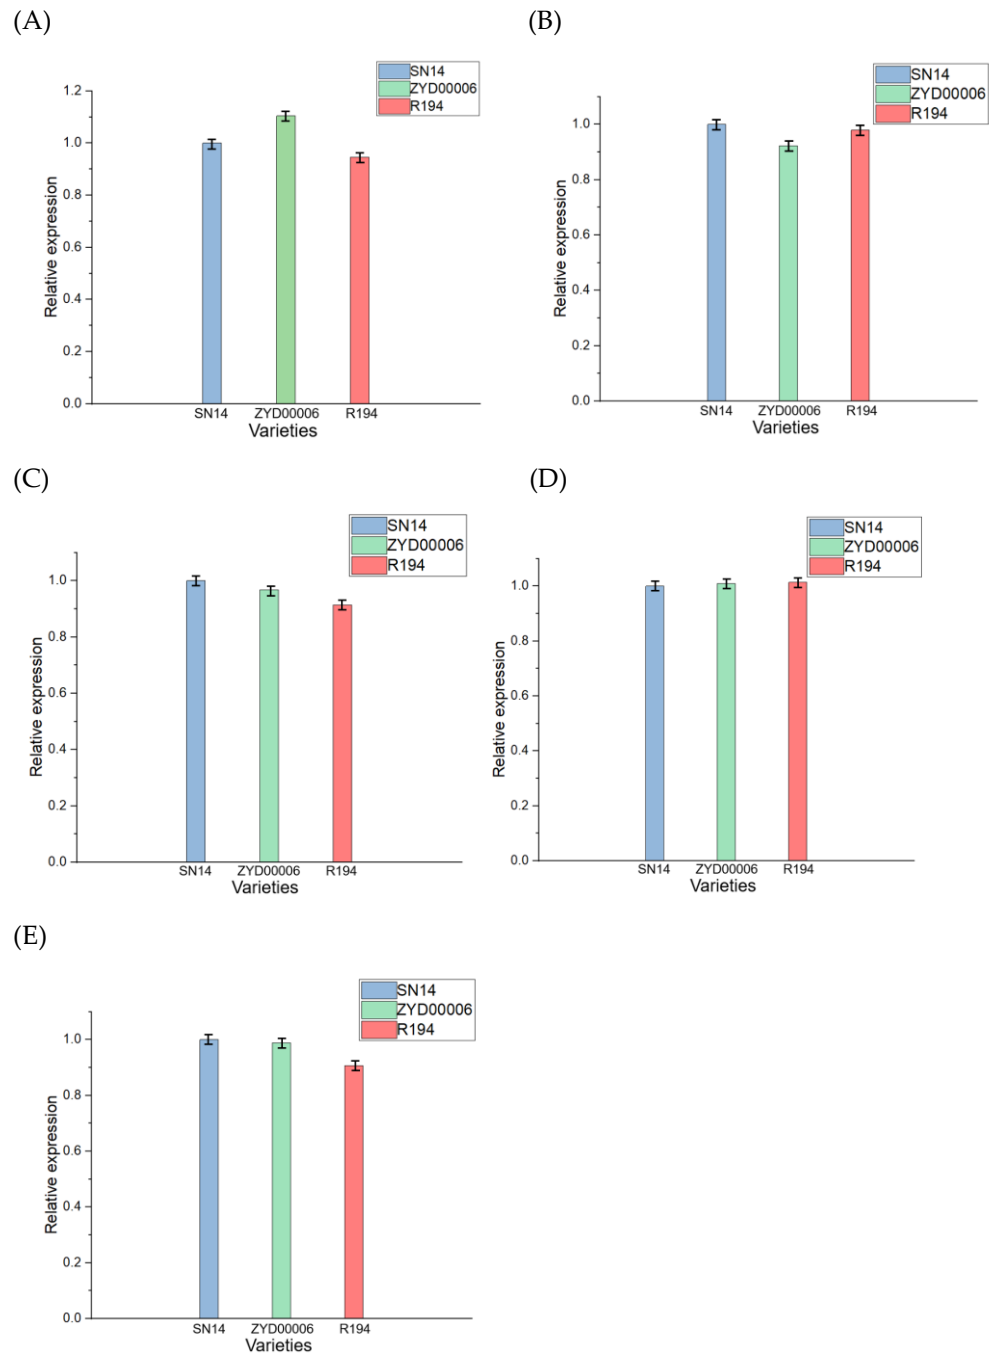 (A)
SN14
ZYD00006
R194
1.2
1.0
0.8
0.6
0.4
0.2
0.0
Relative expression
SN14 ZYD00006 R194
Varieties
(B)
SN14
ZYD00006
R194
1.0
0.8
0.6
0.4
0.2
0.0
Relative expression
SN14 ZYD00006 R194
Varieties
(C)
SN14
ZYD00006
R194
1.0
0.8
0.6
0.4
0.2
0.0
Relative expression
SN14 ZYD00006 R194
Varieties
(D)
SN14
ZYD00006
R194
1.0
0.8
0.6
0.4
0.2
0.0
Relative expression
SN14 ZYD00006 R194
Varieties
(E)
SN14
ZYD00006
R194
1.0
0.8
0.6
0.4
0.2
0.0
Relative expression
SN14 ZYD00006 R194
Varieties